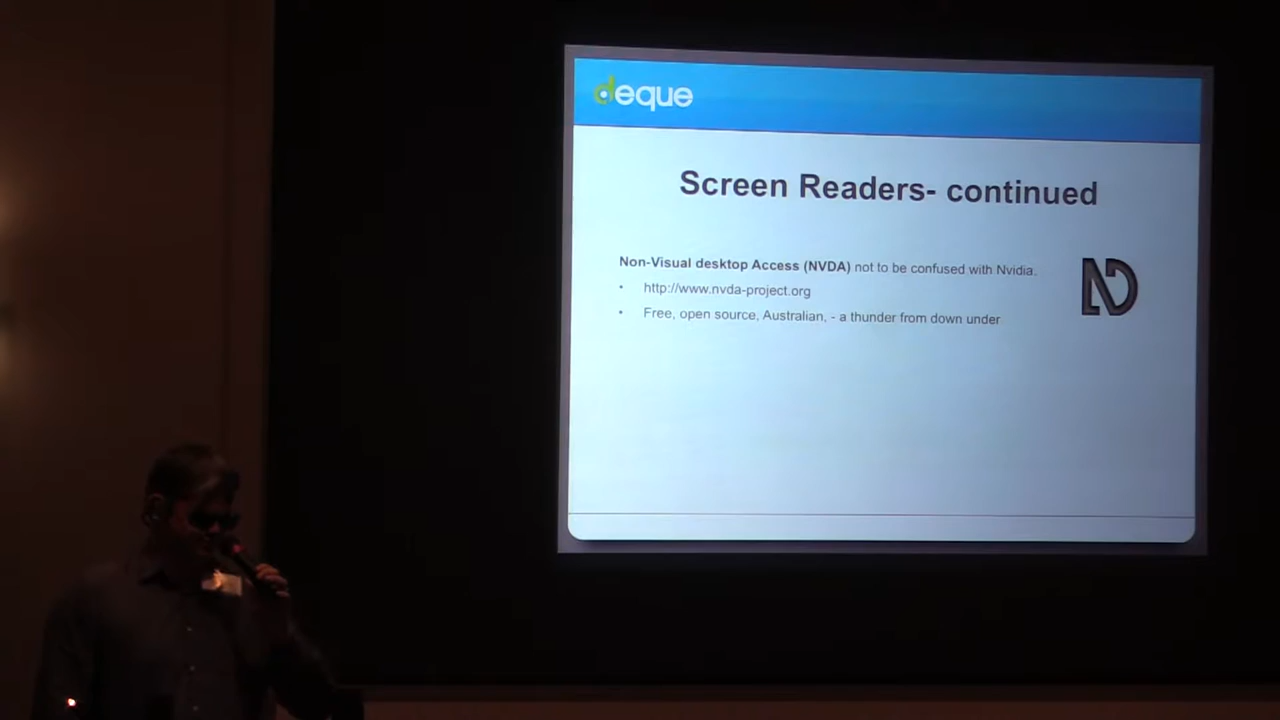 deque
Screen Readers- continued
Non-Visual desktop Access (NVDA) not to be confused with Nvidia.
• http://www.nvda-project.org
• Free, open source, Australian, - a thunder from down under